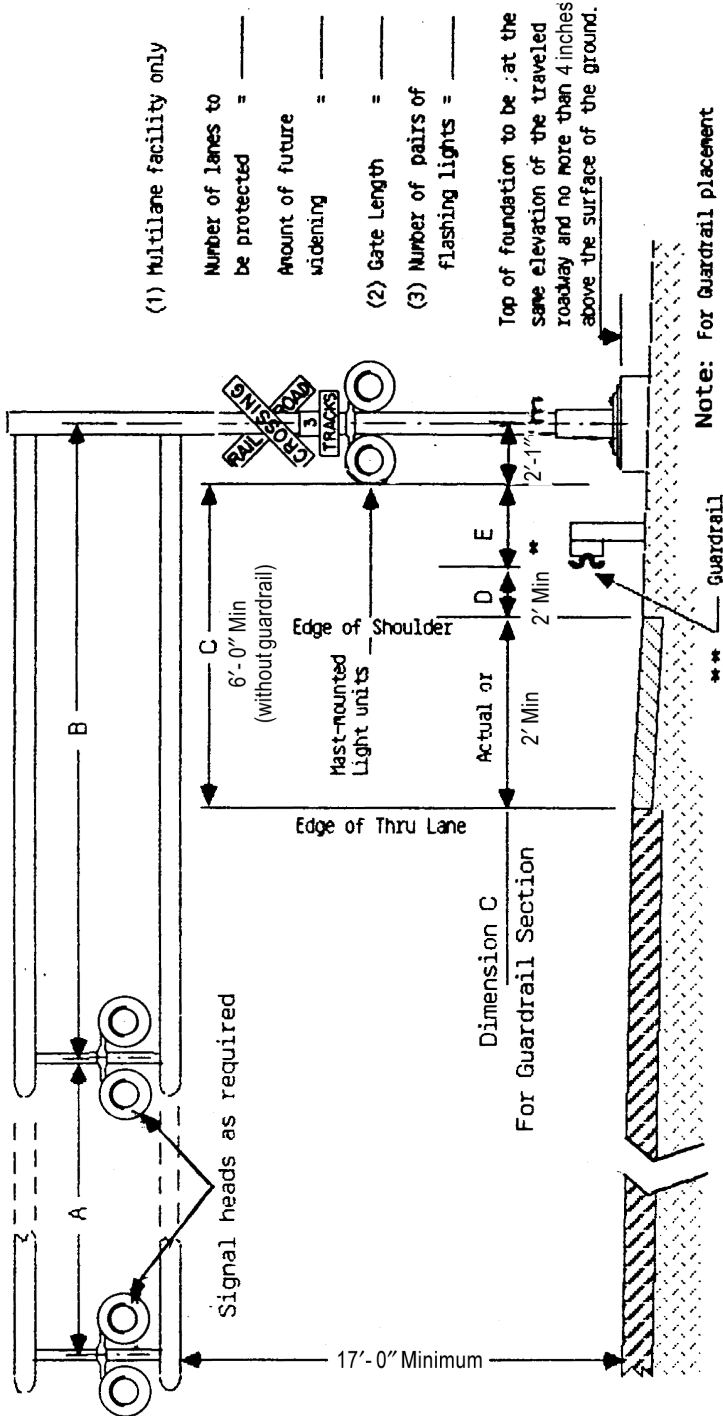 (1) Multilane facility only
Number of lanes to
be protected =
Amount of future
widening =
(2) Gate Length =
(3) Number of pairs of
flashing lights =
Top of foundation to be ;at the
same elevation of the traveled
roadway and no more than 4 inches
above the surface of the ground.
A
B
Signal heads as required
RAIL ROAD
CROSSING
3
TRACKS
C
6'-0" Min
(without guardrail)
Mast-mounted
Light units
Edge of Shoulder
Edge of Thru Lane
E
D
2'-1"
2' Min **
Actual or
2' Min
Dimension C
For Guardrail Section
17'-0" Minimum
** Guardrail
Note: For Guardrail placement